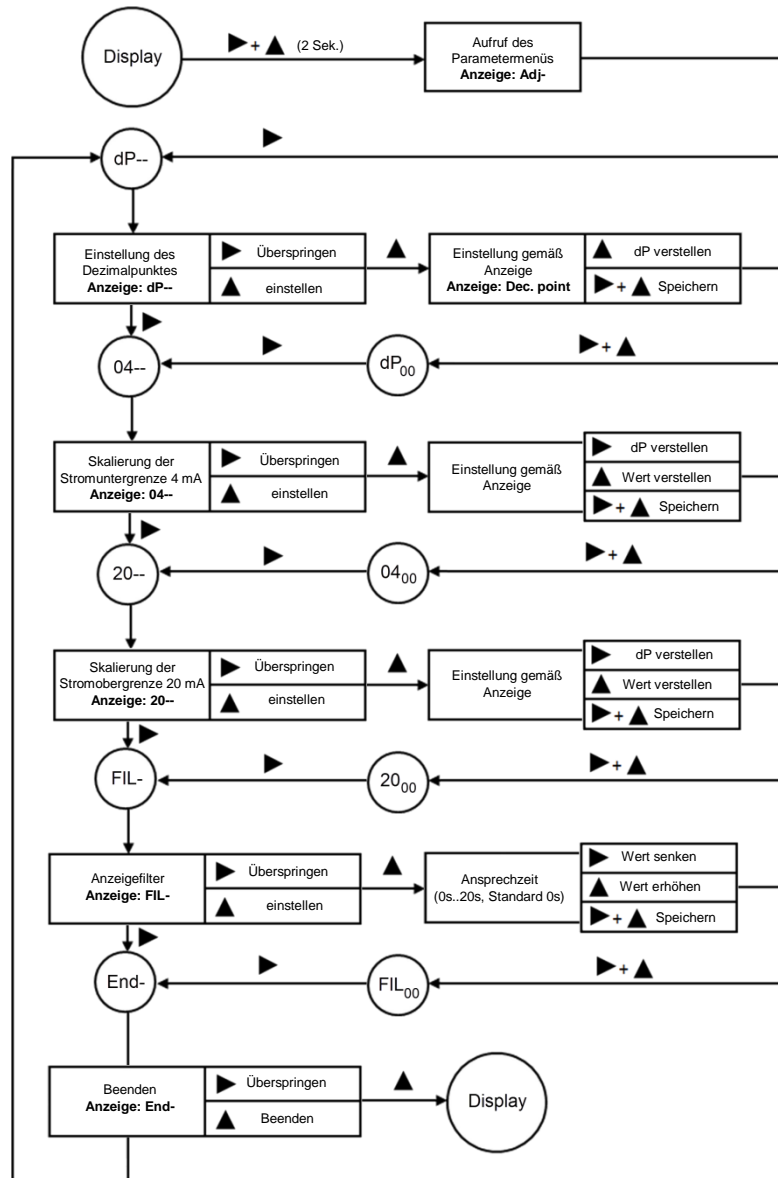 Display
▶+▲ (2 Sek.)
Aufruf des
Parametermenüs
Anzeige: Adj-
▶
dP--
Einstellung des
Dezimalpunktes
Anzeige: dP--
▶ Überspringen
▲ einstellen
▲
Einstellung gemäß
Anzeige
Anzeige: Dec. point
▲ dP verstellen
▶+▲ Speichern
▶
04--
▶
dP00
▶+▲
Skalierung der
Stromuntergrenze 4 mA
Anzeige: 04--
▶ Überspringen
▲ einstellen
▲
Einstellung gemäß
Anzeige
▶ dP verstellen
▲ Wert verstellen
▶+▲ Speichern
▶
20--
▶
0400
▶+▲
Skalierung der
Stromobergrenze 20 mA
Anzeige: 20--
▶ Überspringen
▲ einstellen
▲
Einstellung gemäß
Anzeige
▶ dP verstellen
▲ Wert verstellen
▶+▲ Speichern
▶
FIL-
▶
2000
▶+▲
Anzeigefilter
Anzeige: FIL-
▶ Überspringen
▲ einstellen
▲
Ansprechzeit
(0s..20s, Standard 0s)
▶ Wert senken
▲ Wert erhöhen
▶+▲ Speichern
▶
End-
▶
FIL00
▶+▲
Beenden
Anzeige: End-
▶ Überspringen
▲ Beenden
▲
Display